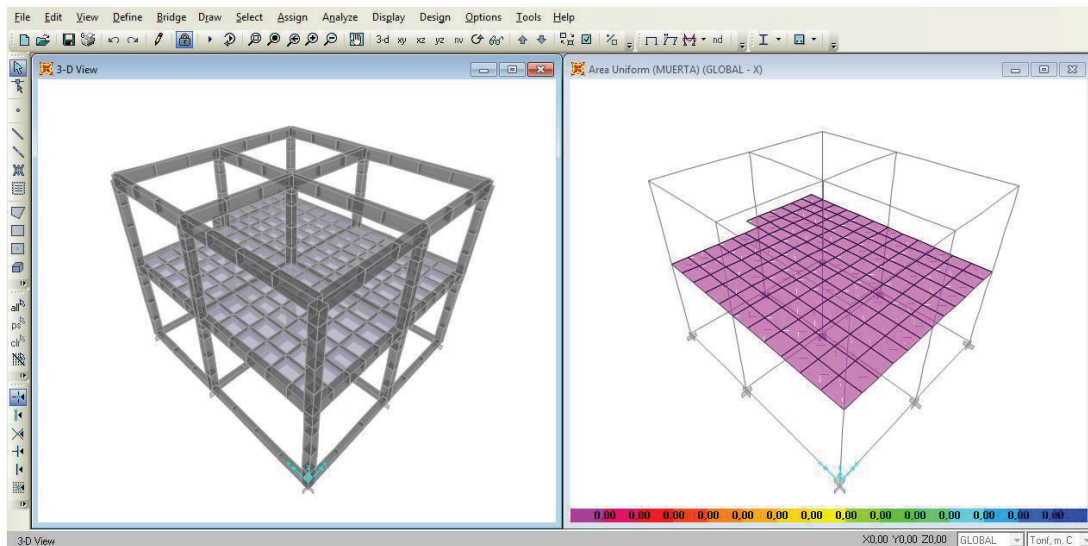 File Edit View Define Bridge Draw Select Assign Analyze Display Design Options Tools Help
3-d xy xz yz nv nd
3-D View
Area Uniform (MUERTA) (GLOBAL - X)
all
ps
clr
0,00 0,00 0,00 0,00 0,00 0,00 0,00 0,00 0,00 0,00 0,00 0,00 0,00 0,00
3-D View
X0,00 Y0,00 Z0,00 GLOBAL Tonf, m, C